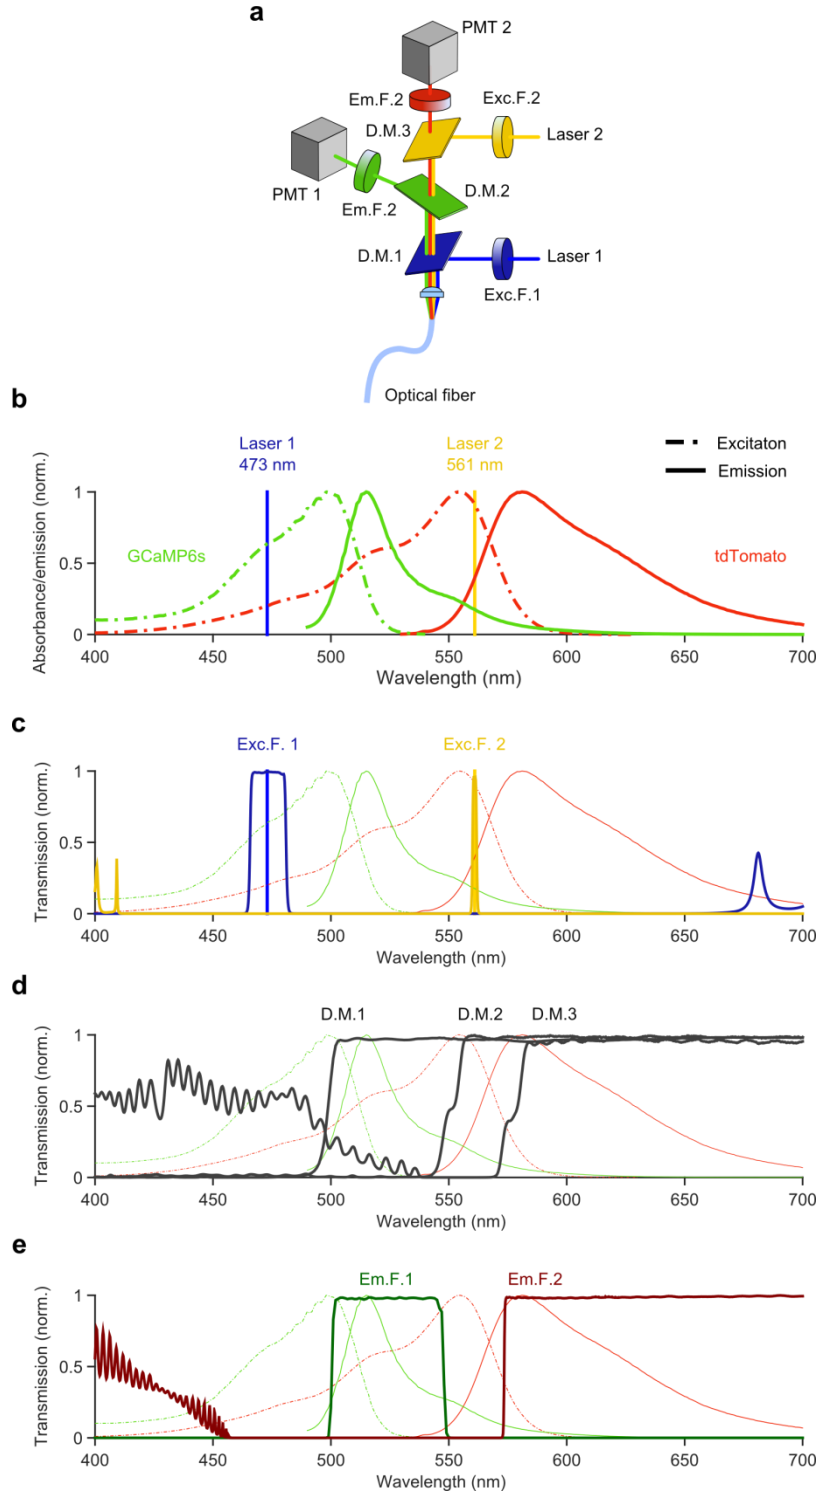 a
PMT 2
Em.F.2
Exc.F.2
D.M.3
Laser 2
PMT 1
D.M.2
Em.F.2
D.M.1
Laser 1
Exc.F.1
Optical fiber
b
Laser 1
473 nm
Laser 2
561 nm
Excitaton
Emission
GCaMP6s
tdTomato
Absorbance/emission (norm.)
1
0.5
0
400 450 500 550 600 650 700
Wavelength (nm)
c
Exc.F. 1
Exc.F. 2
Transmission (norm.)
1
0.5
0
400 450 500 550 600 650 700
Wavelength (nm)
d
D.M.1
D.M.2
D.M.3
Transmission (norm.)
1
0.5
0
400 450 500 550 600 650 700
Wavelength (nm)
e
Em.F.1
Em.F.2
Transmission (norm.)
1
0.5
0
400 450 500 550 600 650 700
Wavelength (nm)